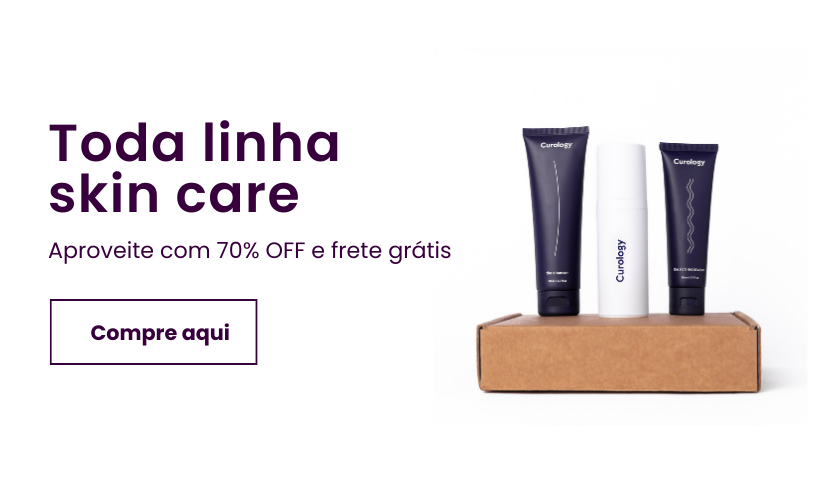 Toda linha
skin care
Aproveite com 70% OFF e frete grátis
Compre aqui
Curology
Curology
Curology